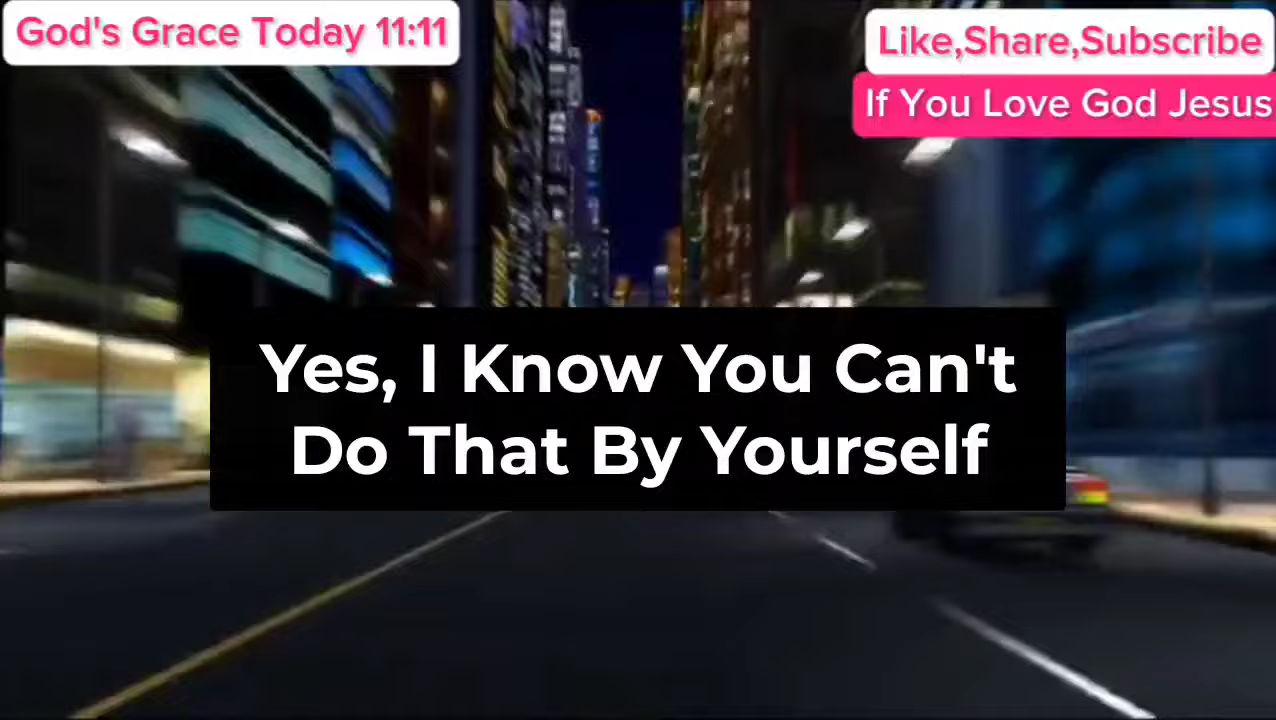 God's Grace Today 11:11
Like,Share,Subscribe
If You Love God Jesus
Yes, I Know You Can't
Do That By Yourself